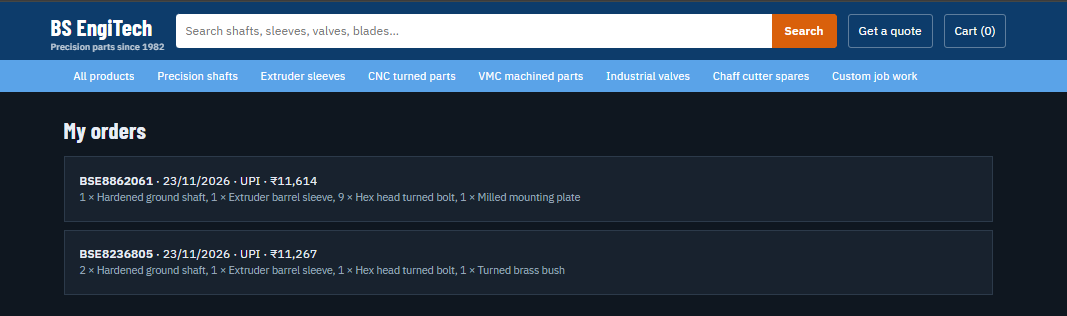 BS EngiTech
Precision parts since 1982
Search shafts, sleeves, valves, blades...
Search
Get a quote
Cart (0)
All products
Precision shafts
Extruder sleeves
CNC turned parts
VMC machined parts
Industrial valves
Chaff cutter spares
Custom job work
My orders
BSE8862061 · 23/11/2026 · UPI · ₹11,614
1 × Hardened ground shaft, 1 × Extruder barrel sleeve, 9 × Hex head turned bolt, 1 × Milled mounting plate
BSE8236805 · 23/11/2026 · UPI · ₹11,267
2 × Hardened ground shaft, 1 × Extruder barrel sleeve, 1 × Hex head turned bolt, 1 × Turned brass bush